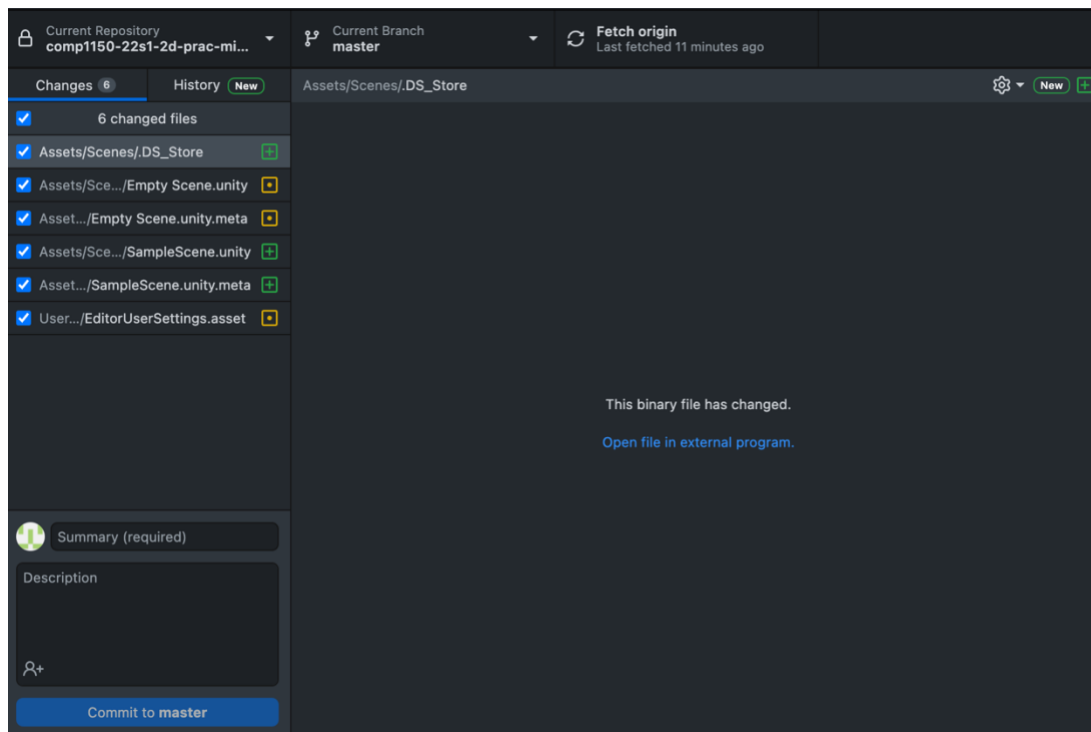 Current Repository
comp1150-22s1-2d-prac-mi...
Current Branch
master
Fetch origin
Last fetched 11 minutes ago
Changes 6
History New
Assets/Scenes/.DS_Store
New
6 changed files
Assets/Scenes/.DS_Store
Assets/Sce.../Empty Scene.unity
Asset.../Empty Scene.unity.meta
Assets/Sce.../SampleScene.unity
Asset.../SampleScene.unity.meta
User.../EditorUserSettings.asset
This binary file has changed.
Open file in external program.
Summary (required)
Description
Commit to master